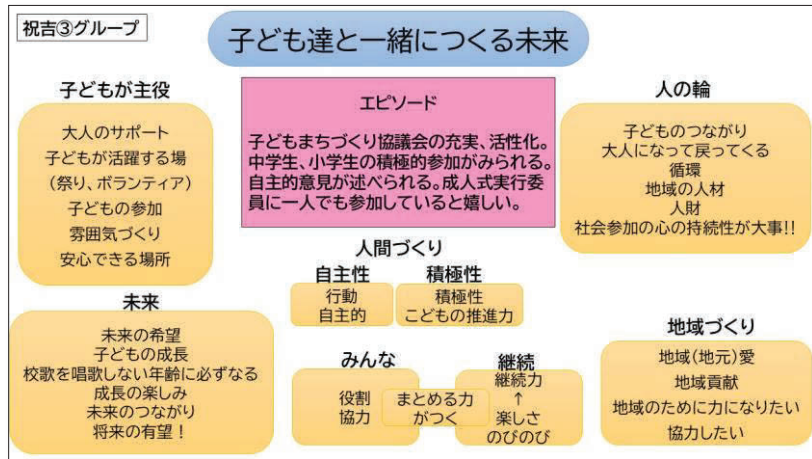 祝吉③グループ
子ども達と一緒につくる未来
子どもが主役
大人のサポート
子どもが活躍する場
（祭り、ボランティア）
子どもの参加
雰囲気づくり
安心できる場所
エピソード
子どもまちづくり協議会の充実、活性化。
中学生、小学生の積極的参加がみられる。
自主的意見が述べられる。成人式実行委
員に一人でも参加していると嬉しい。
人の輪
子どものつながり
大人になって戻ってくる
循環
地域の人材
人財
社会参加の心の持続性が大事!!
人間づくり
自主性
行動
自主的
積極性
積極性
こどもの推進力
未来
未来の希望
子どもの成長
校歌を唱歌しない年齢に必ずなる
成長の楽しみ
未来のつながり
将来の有望！
みんな
役割
協力
まとめる力
がつく
継続
継続力
↑
楽しさ
のびのび
地域づくり
地域(地元)愛
地域貢献
地域のために力になりたい
協力したい